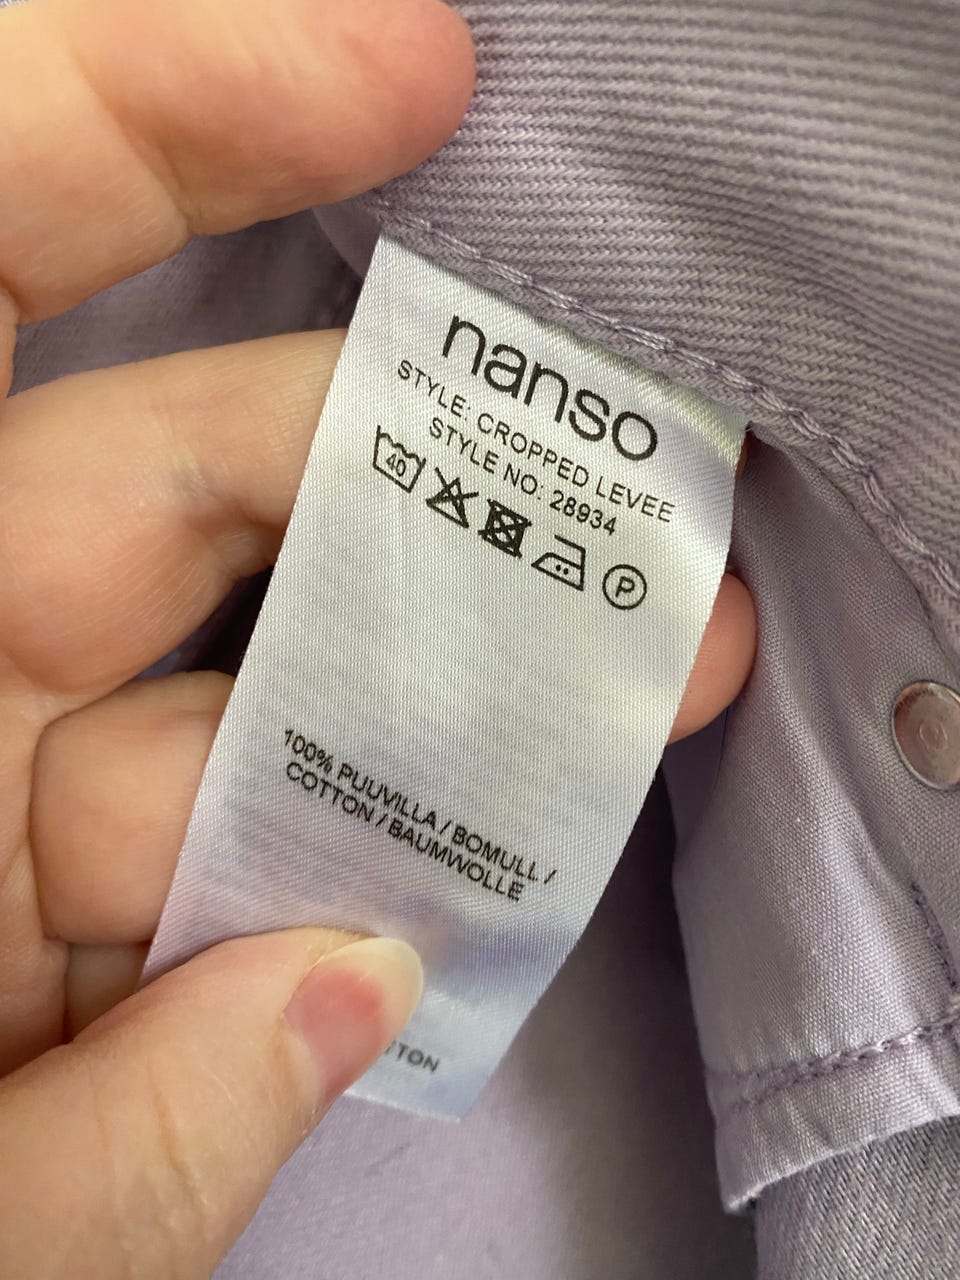 nanso
STYLE: CROPPED LEVEE
STYLE NO: 28934
40
P
100% PUUVILLA / BOMULL /
COTTON / BAUMWOLLE